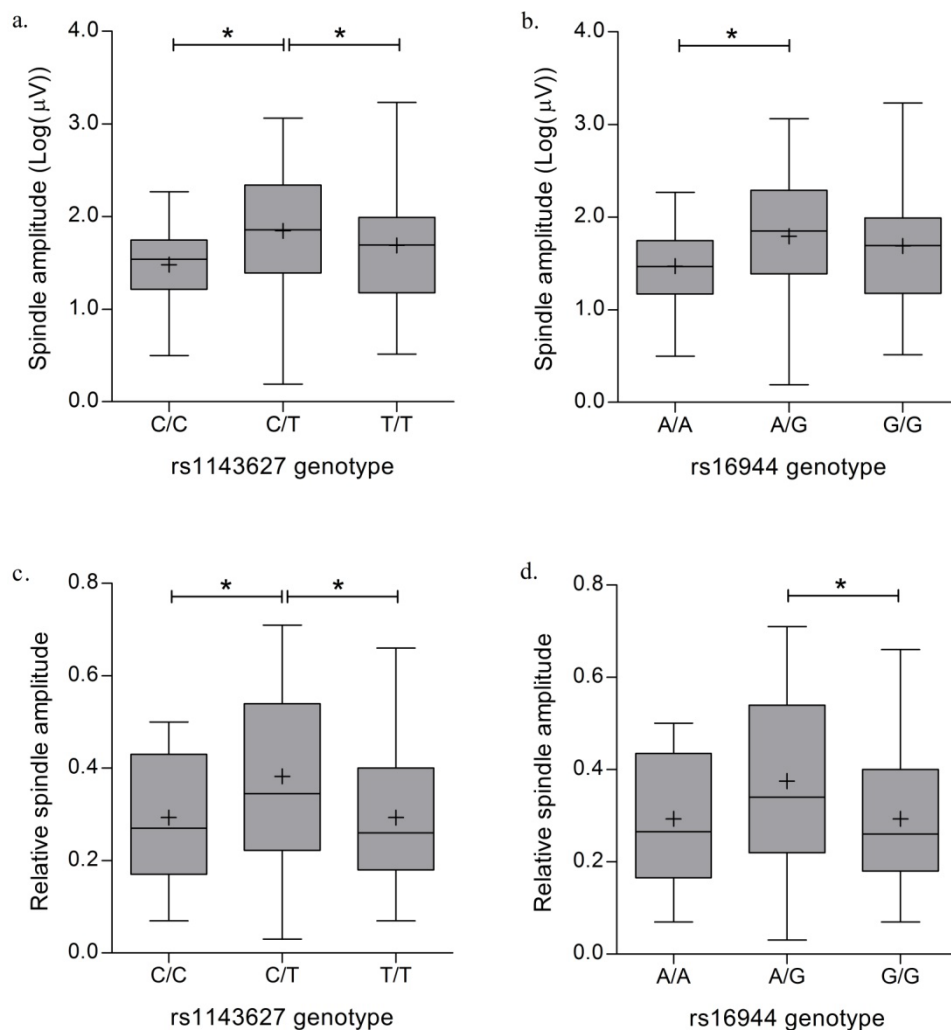 a.
* *
4.0
3.0
2.0
1.0
0.0
Spindle amplitude (Log(μV))
C/C C/T T/T
rs1143627 genotype
b.
*
4.0
3.0
2.0
1.0
0.0
Spindle amplitude (Log(μV))
A/A A/G G/G
rs16944 genotype
c.
* *
0.8
0.6
0.4
0.2
0.0
Relative spindle amplitude
C/C C/T T/T
rs1143627 genotype
d.
*
0.8
0.6
0.4
0.2
0.0
Relative spindle amplitude
A/A A/G G/G
rs16944 genotype